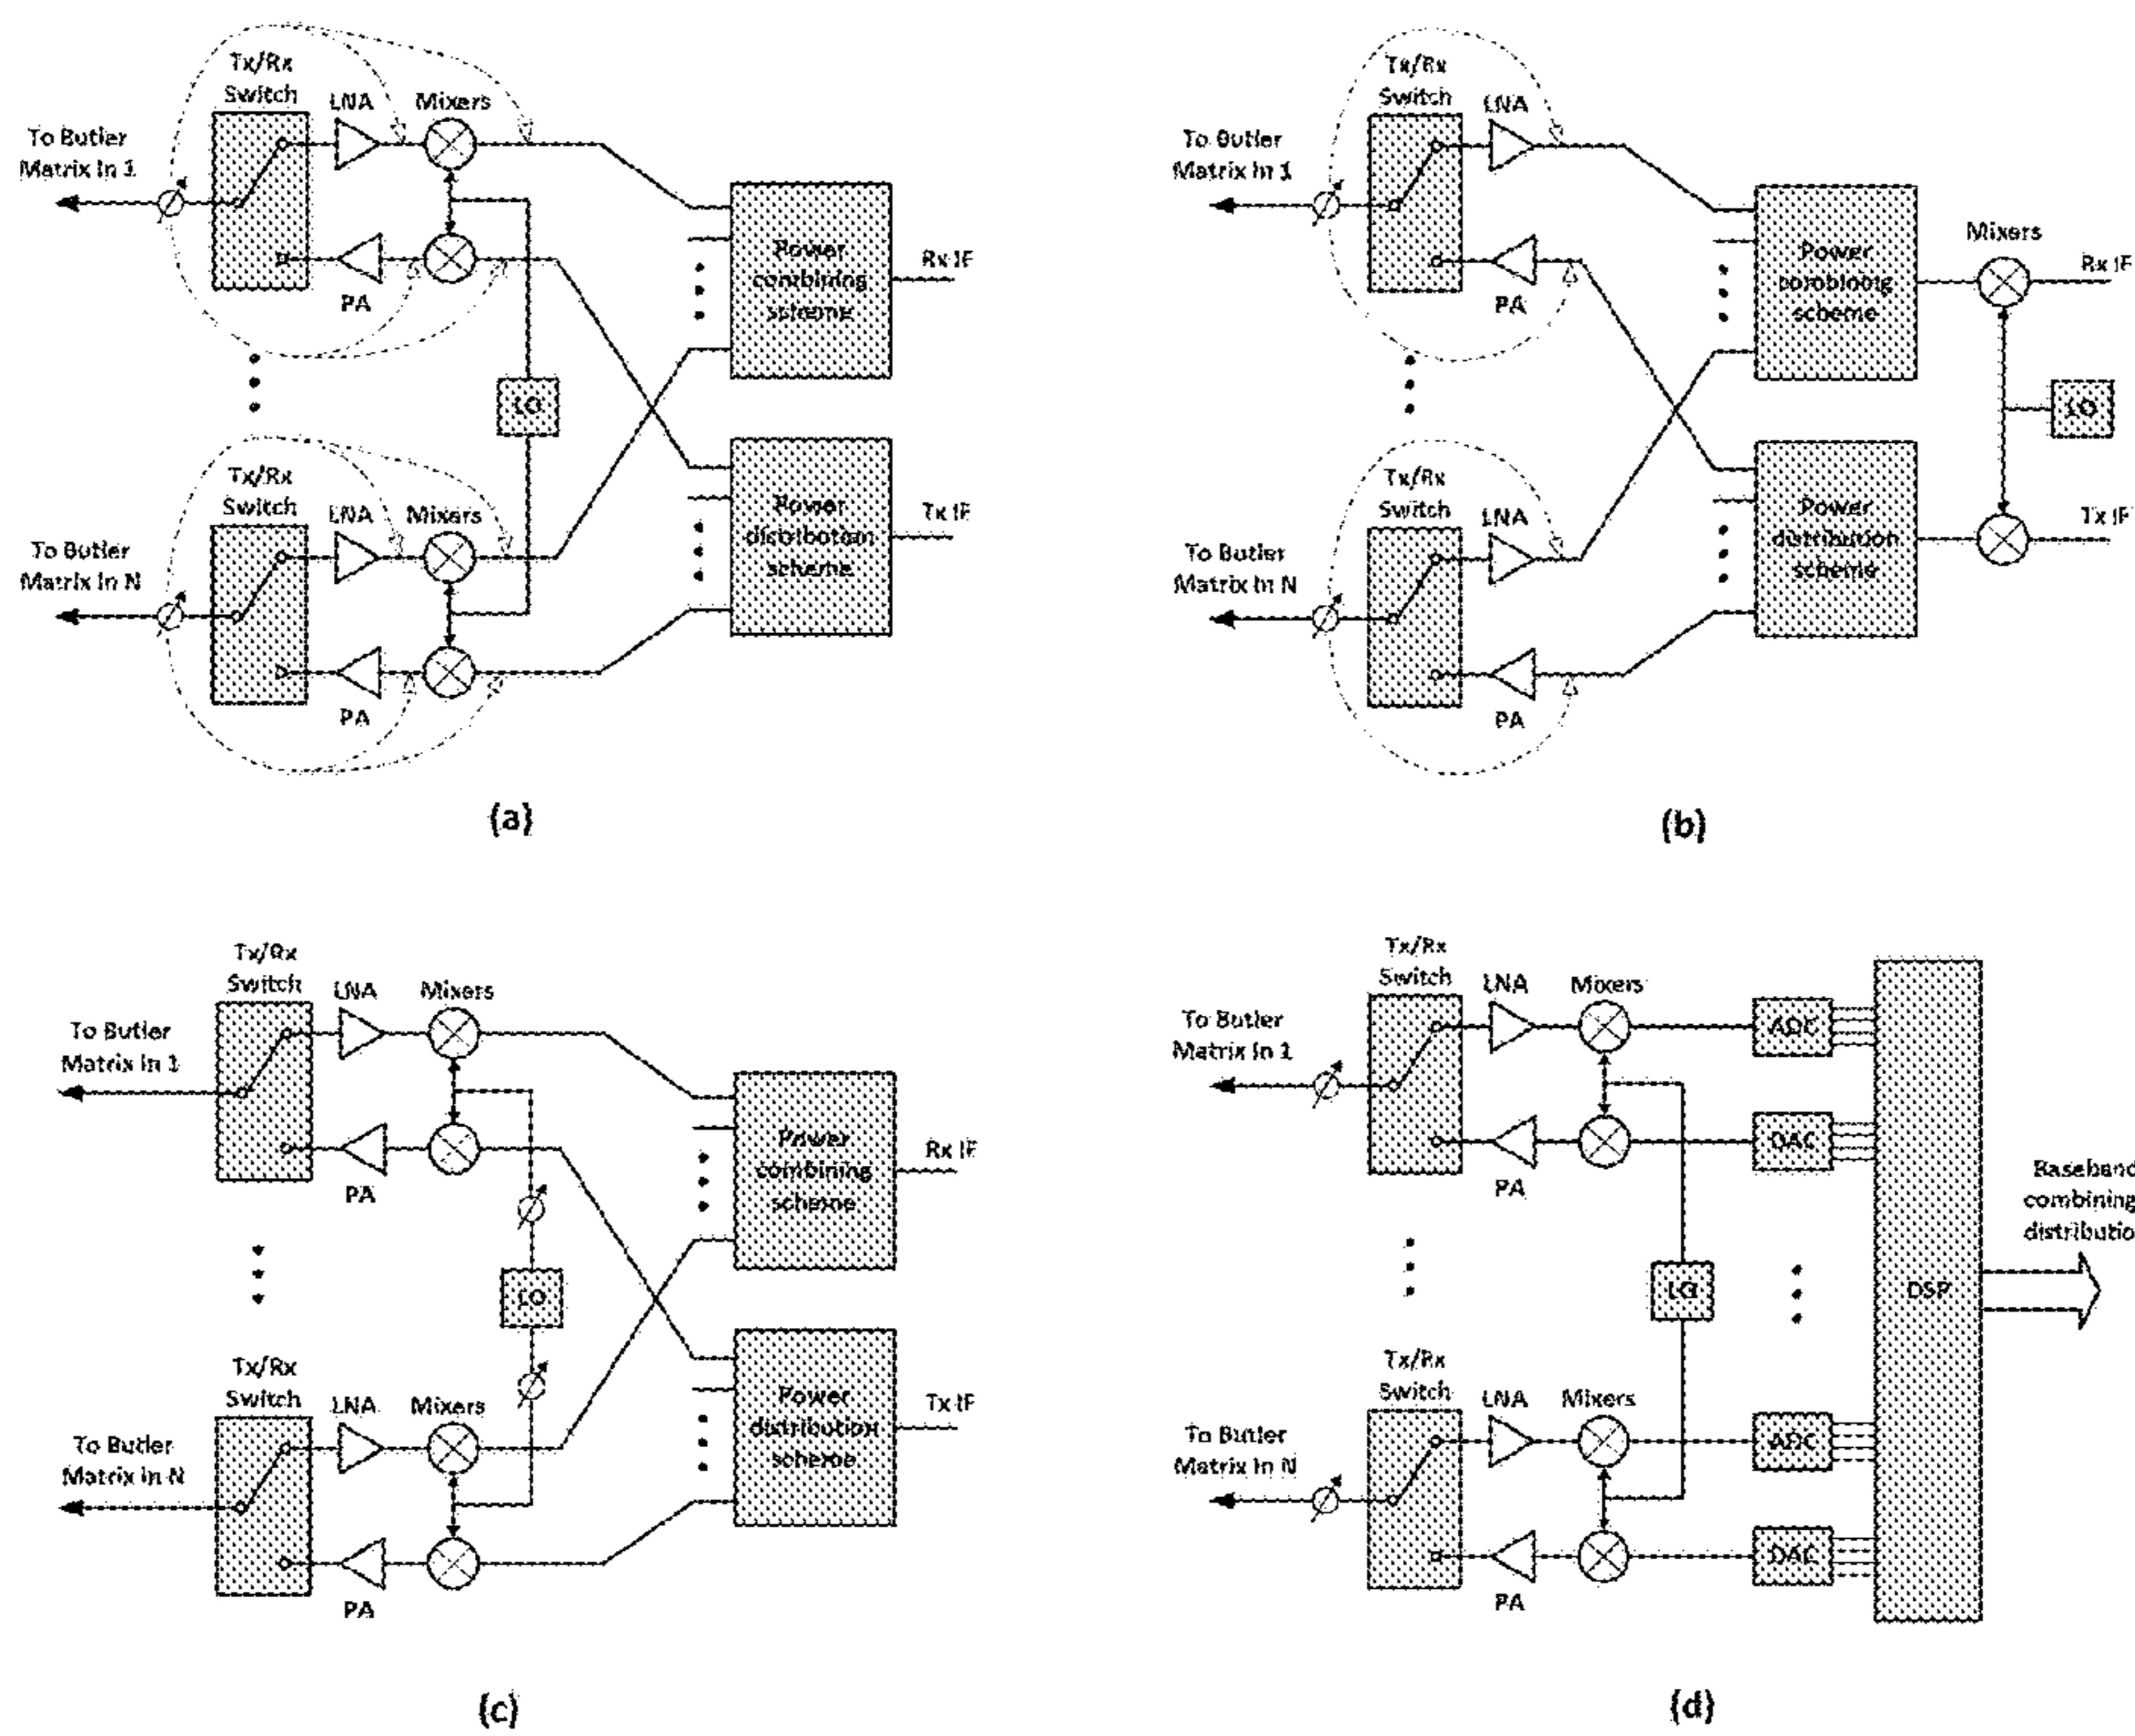 Tx/Rx
Switch
LNA
Mixers
To Butler
Matrix In 1
PA
Power
combining
scheme
Rx IF
LO
Tx/Rx
Switch
LNA
Mixers
To Butler
Matrix In N
PA
Power
distribution
scheme
Tx IF
(a)
Tx/Rx
Switch
LNA
To Butler
Matrix In 1
PA
Power
combining
scheme
Mixers
Rx IF
LO
Tx/Rx
Switch
LNA
To Butler
Matrix In N
PA
Power
distribution
scheme
Tx IF
(b)
Tx/Rx
Switch
LNA
Mixers
To Butler
Matrix In 1
PA
Power
combining
scheme
Rx IF
LO
Tx/Rx
Switch
LNA
Mixers
To Butler
Matrix In N
PA
Power
distribution
scheme
Tx IF
(c)
Tx/Rx
Switch
LNA
Mixers
To Butler
Matrix In 1
PA
ADC
DAC
LO
DSP
Baseband
combining
distributio
Tx/Rx
Switch
LNA
Mixers
To Butler
Matrix In N
PA
ADC
DAC
(d)